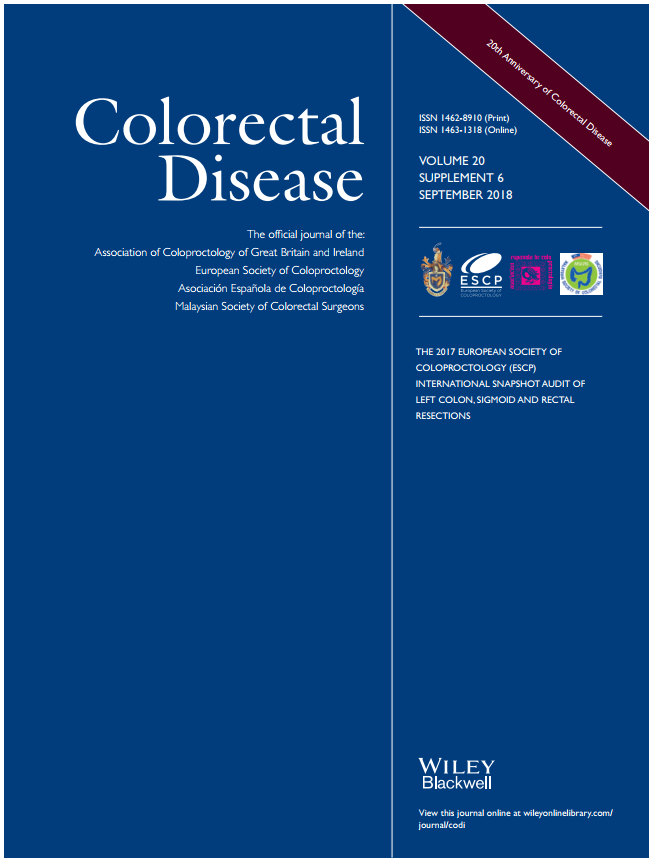 20th Anniversary of Colorectal Disease
Colorectal
Disease
The official journal of the:
Association of Coloproctology of Great Britain and Ireland
European Society of Coloproctology
Asociación Española de Coloproctología
Malaysian Society of Colorectal Surgeons
ISSN 1462-8910 (Print)
ISSN 1463-1318 (Online)
VOLUME 20
SUPPLEMENT 6
SEPTEMBER 2018
ESCP
European Society of
COLOPROCTOLOGY
THE 2017 EUROPEAN SOCIETY OF
COLOPROCTOLOGY (ESCP)
INTERNATIONAL SNAPSHOT AUDIT OF
LEFT COLON, SIGMOID AND RECTAL
RESECTIONS
WILEY
Blackwell
View this journal online at wileyonlinelibrary.com/
journal/codi